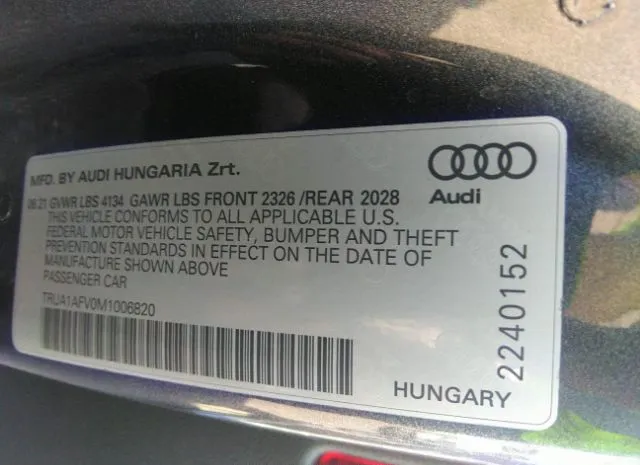 MFD. BY AUDI HUNGARIA Zrt.
06.21 GVWR LBS 4134 GAWR LBS FRONT 2326 /REAR 2028
THIS VEHICLE CONFORMS TO ALL APPLICABLE U.S.
FEDERAL MOTOR VEHICLE SAFETY, BUMPER AND THEFT
PREVENTION STANDARDS IN EFFECT ON THE DATE OF
MANUFACTURE SHOWN ABOVE
PASSENGER CAR
TRUA1AFV0M1006820
Audi
2240152
HUNGARY